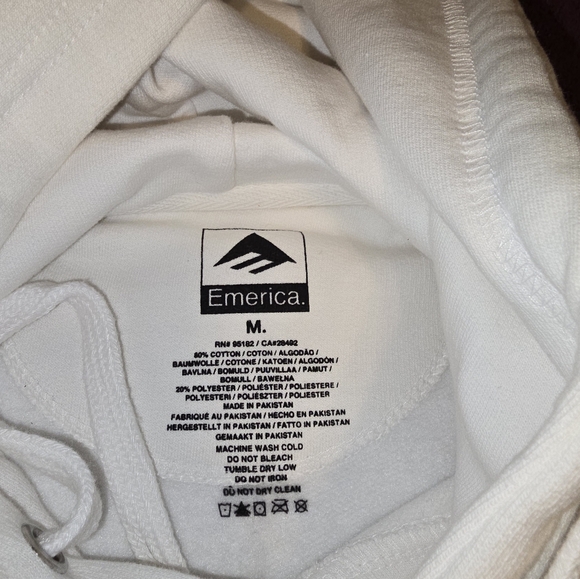 Emerica.
M.
RN# 95182 / CA#28492
80% COTTON / COTON / ALGODÃO /
BAUMWOLLE / COTONE / KATOEN / ALGODÓN /
BAVLNA / BOMULD / PUUVILLAA / PAMUT /
BOMULL / BAWEŁNA
20% POLYESTER / POLIÉSTER / POLIESTERE /
POLYESTERI / POLIÉSZTER / POLIESTER
MADE IN PAKISTAN
FABRIQUÉ AU PAKISTAN / HECHO EN PAKISTAN
HERGESTELLT IN PAKISTAN / FATTO IN PAKISTAN
GEMAAKT IN PAKISTAN
MACHINE WASH COLD
DO NOT BLEACH
TUMBLE DRY LOW
DO NOT IRON
DO NOT DRY CLEAN